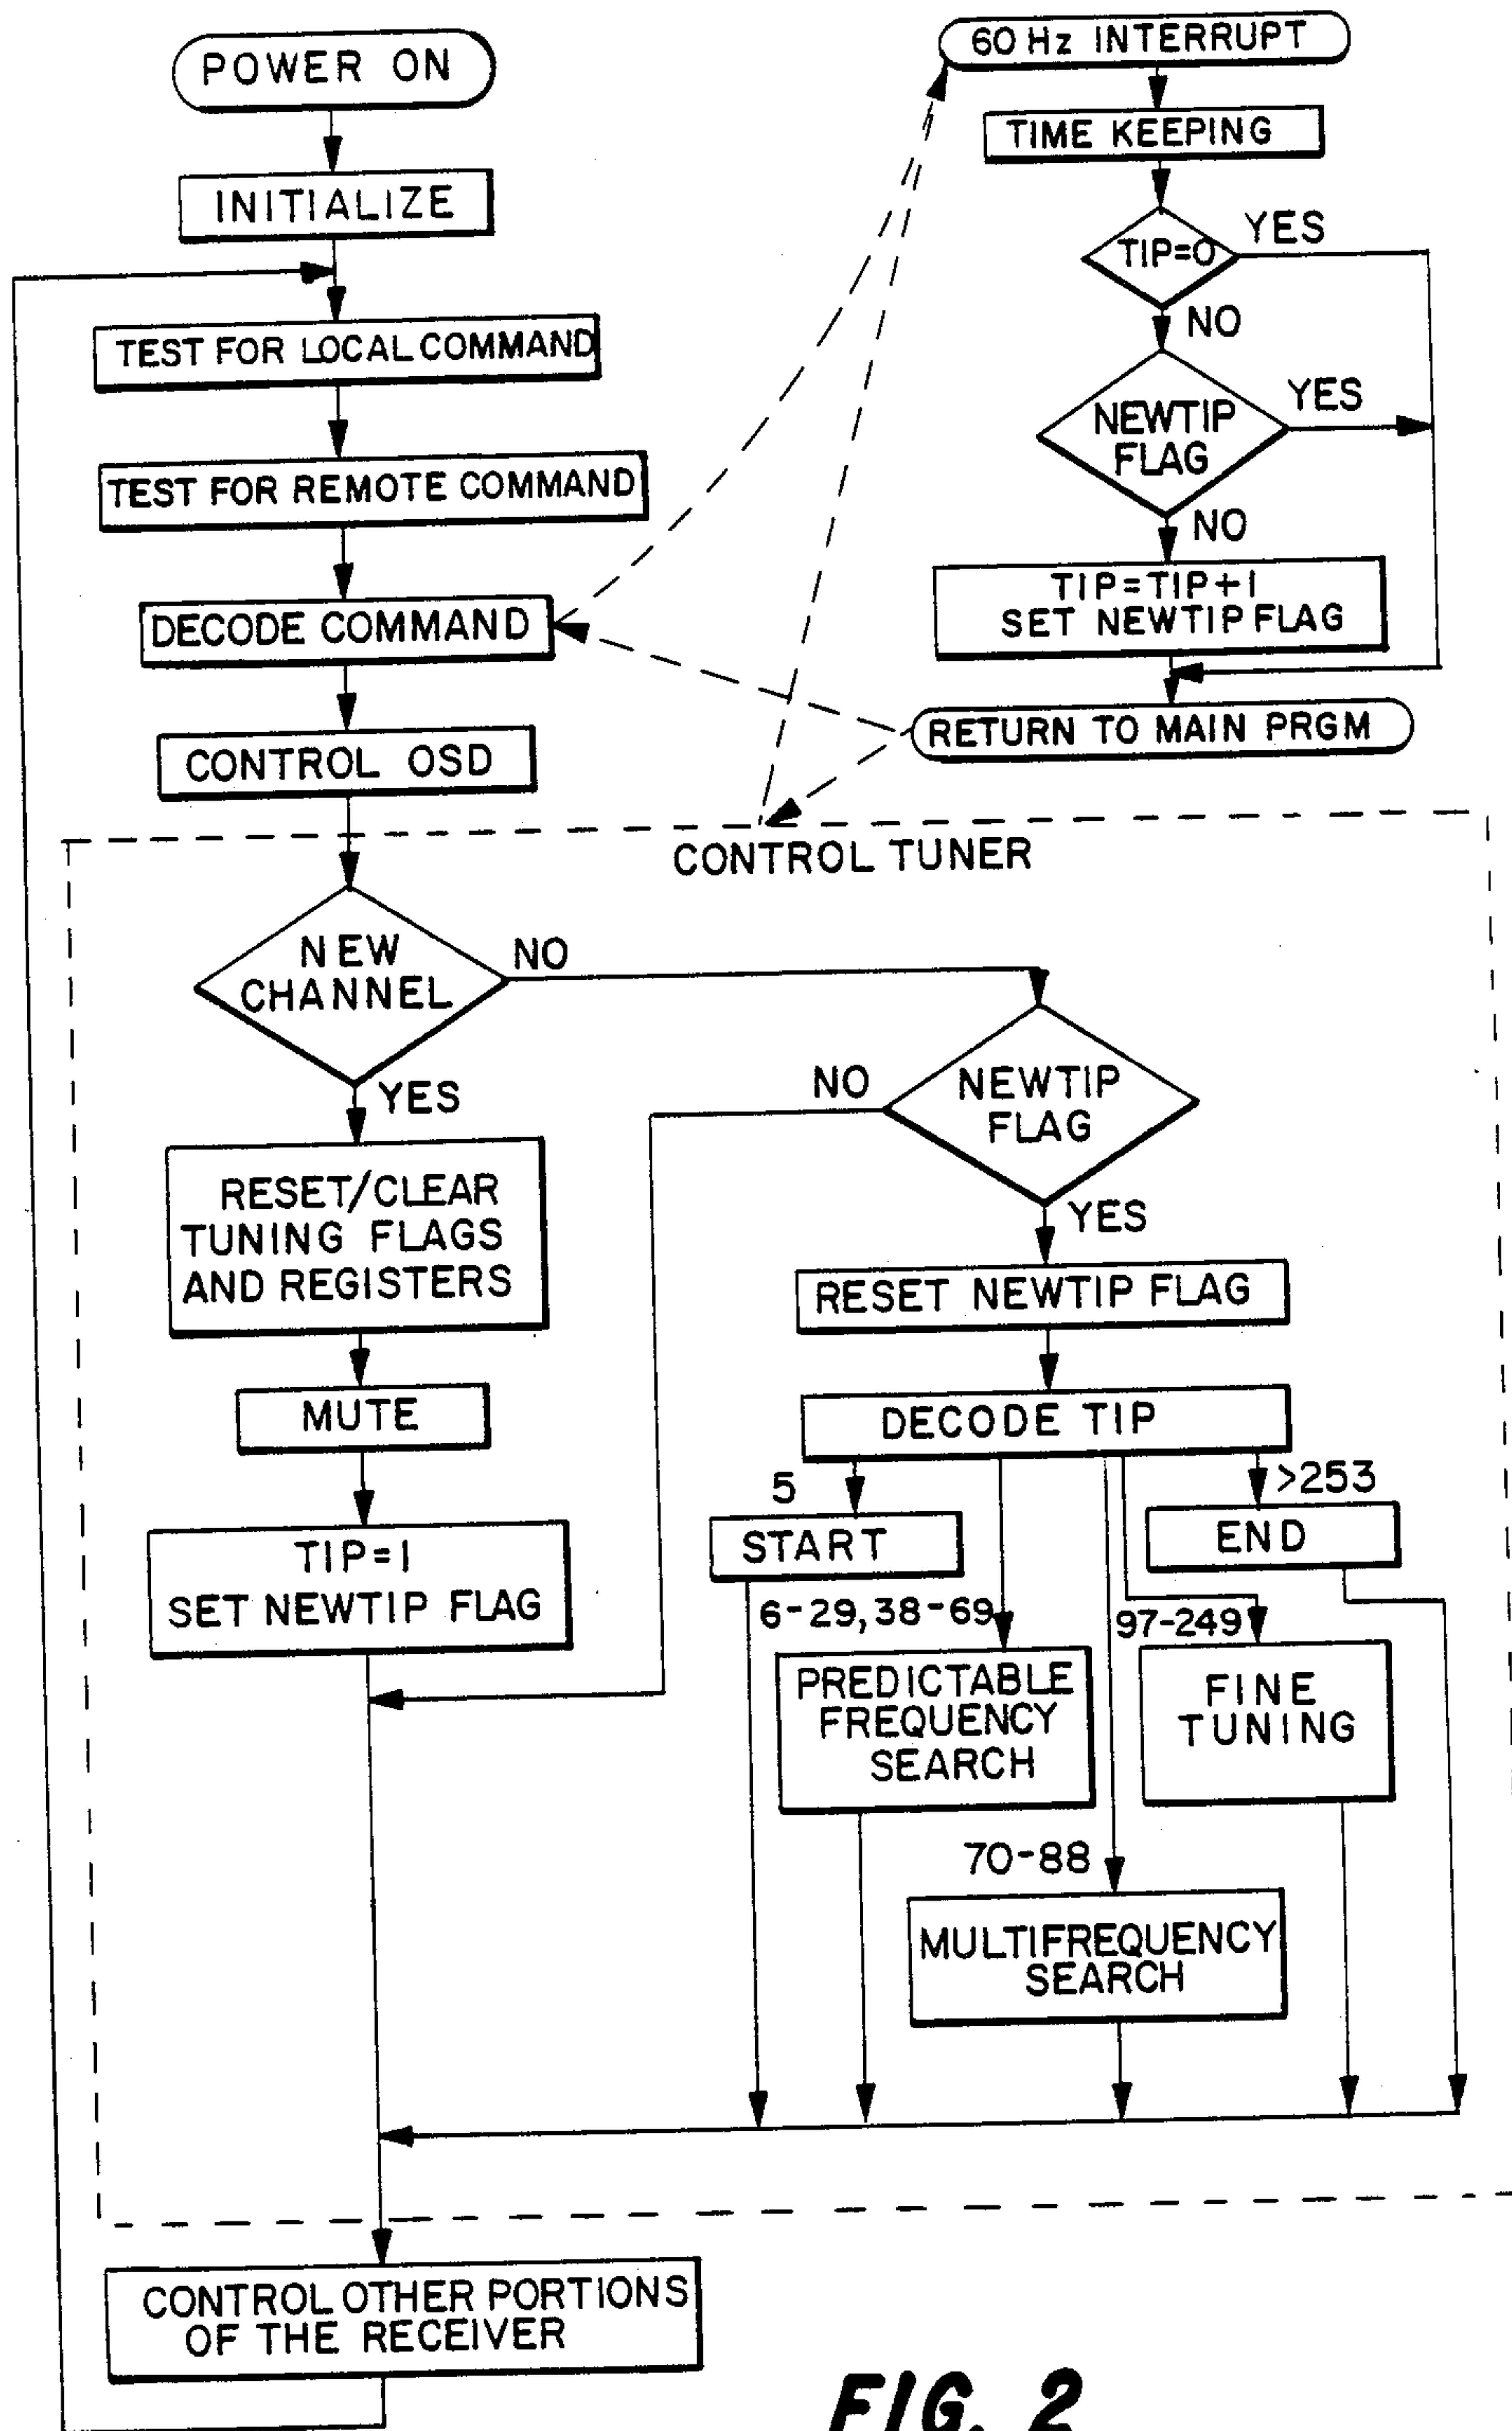 POWER ON
INITIALIZE
TEST FOR LOCAL COMMAND
TEST FOR REMOTE COMMAND
DECODE COMMAND
CONTROL OSD
60 Hz INTERRUPT
TIME KEEPING
TIP=0
YES
NO
NEWTIP
FLAG
YES
NO
TIP=TIP+1
SET NEWTIP FLAG
RETURN TO MAIN PRGM
CONTROL TUNER
NEW
CHANNEL
NO
YES
RESET/CLEAR
TUNING FLAGS
AND REGISTERS
MUTE
TIP=1
SET NEWTIP FLAG
NEWTIP
FLAG
NO
YES
RESET NEWTIP FLAG
DECODE TIP
5
START
>253
END
6-29, 38-69
PREDICTABLE
FREQUENCY
SEARCH
97-249
FINE
TUNING
70-88
MULTIFREQUENCY
SEARCH
CONTROL OTHER PORTIONS
OF THE RECEIVER
FIG. 2